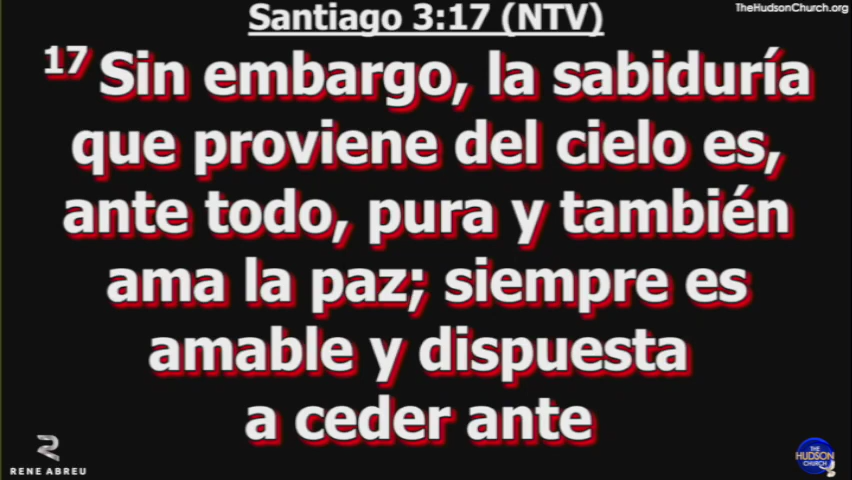 Santiago 3:17 (NTV)
TheHudsonChurch.org
17 Sin embargo, la sabiduría
que proviene del cielo es,
ante todo, pura y también
ama la paz; siempre es
amable y dispuesta
a ceder ante
RENE ABREU
THE
HUDSON
CHURCH